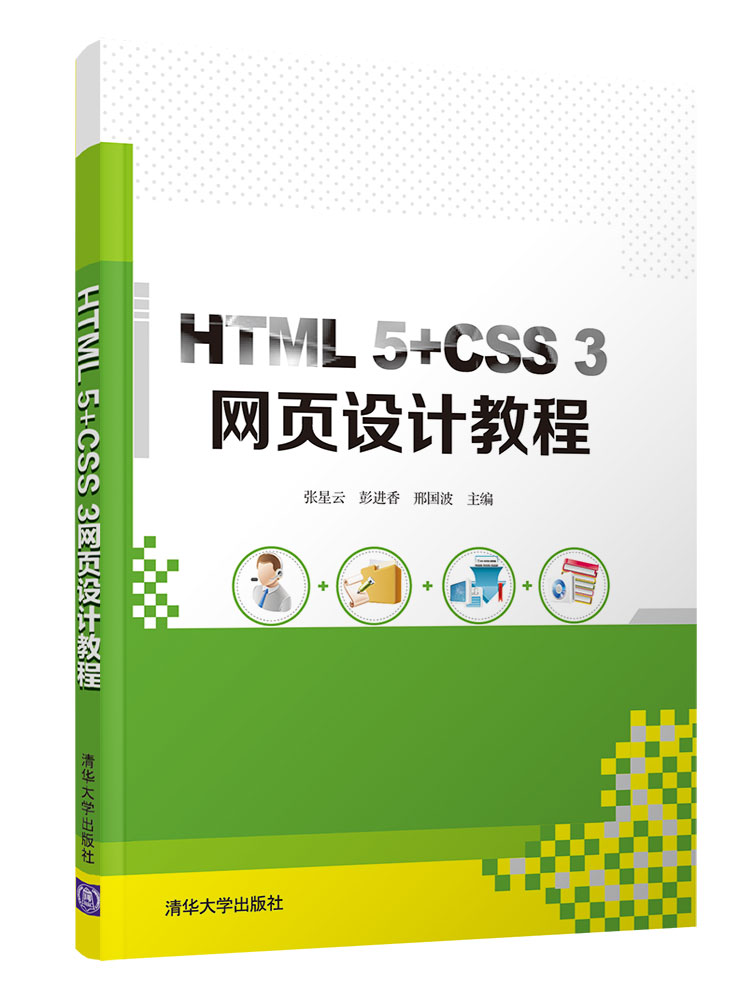 HTML 5+CSS 3
网页设计教程
张星云 彭进香 邢国波 主编
清华大学出版社
HTML 5+CSS 3网页设计教程
清华大学出版社